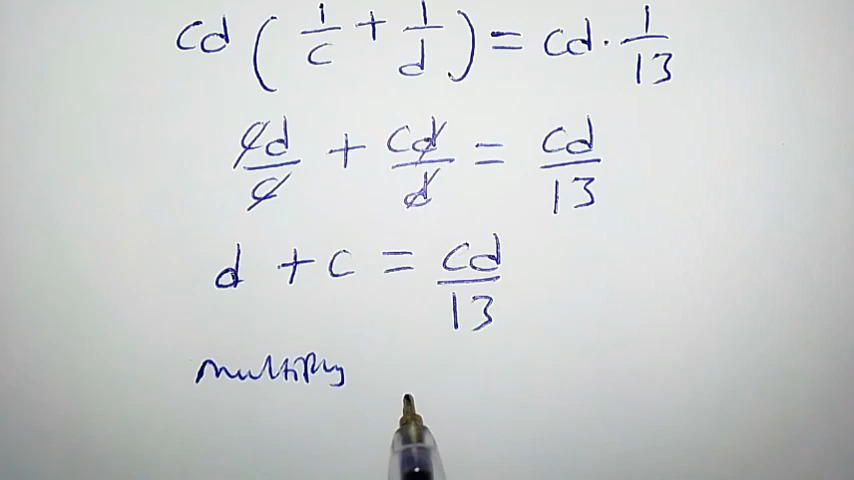 cd ( 1/c + 1/d ) = cd · 1/13
cd/c + cd/d = cd/13
d + c = cd/13
multiply